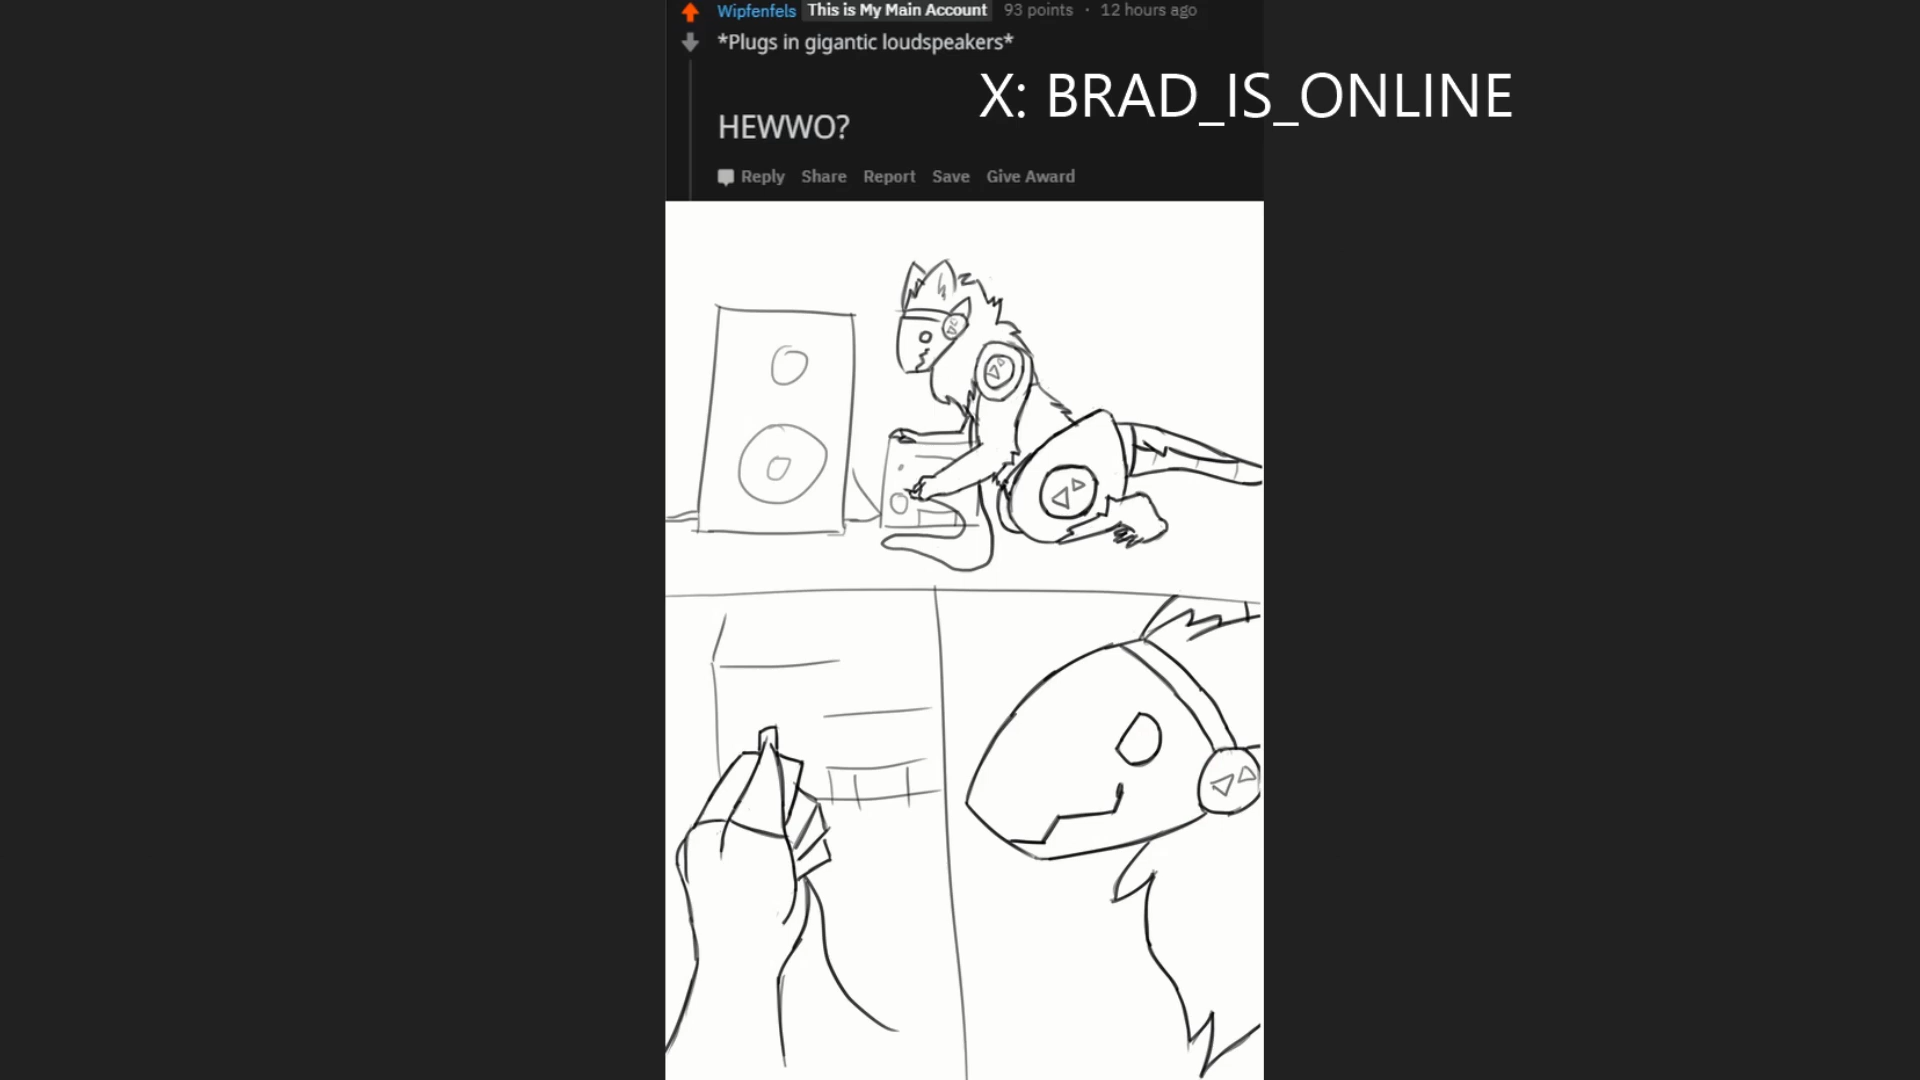 Wipfenfels This is My Main Account 93 points · 12 hours ago
*Plugs in gigantic loudspeakers*
X: BRAD_IS_ONLINE
HEWWO?
Reply Share Report Save Give Award